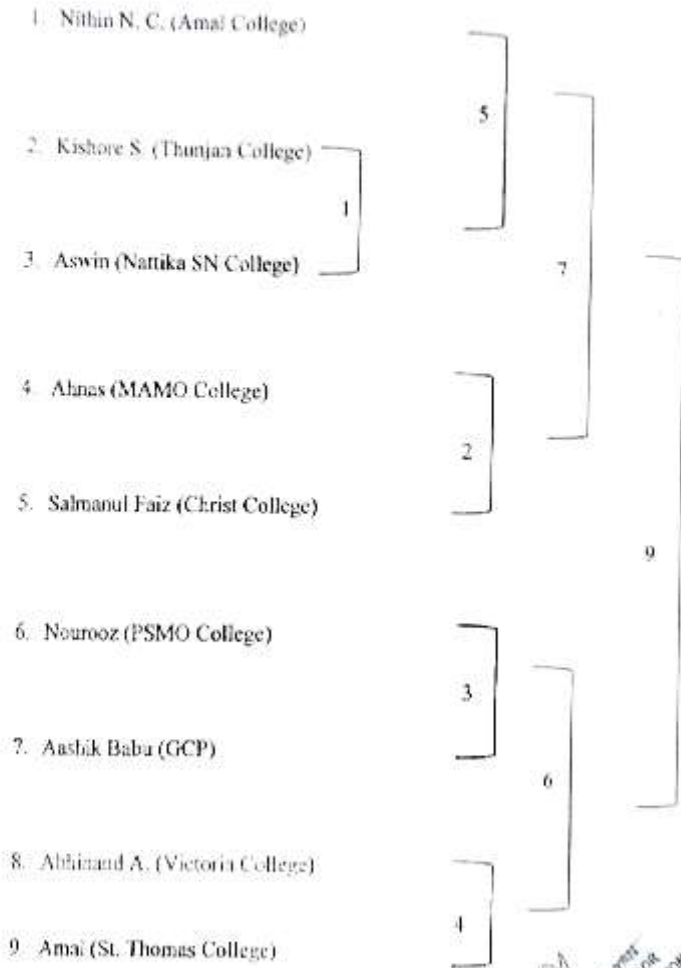 1. Nithin N. C. (Amal College)
5
2. Kishore S. (Thunjan College)
1
3. Aswin (Nattika SN College)
7
4. Ahnas (MAMO College)
2
5. Salmanul Faiz (Christ College)
9
6. Nourooz (PSMO College)
3
7. Aashik Babu (GCP)
6
8. Abhinand A. (Victoria College)
4
9 Amal (St. Thomas College)